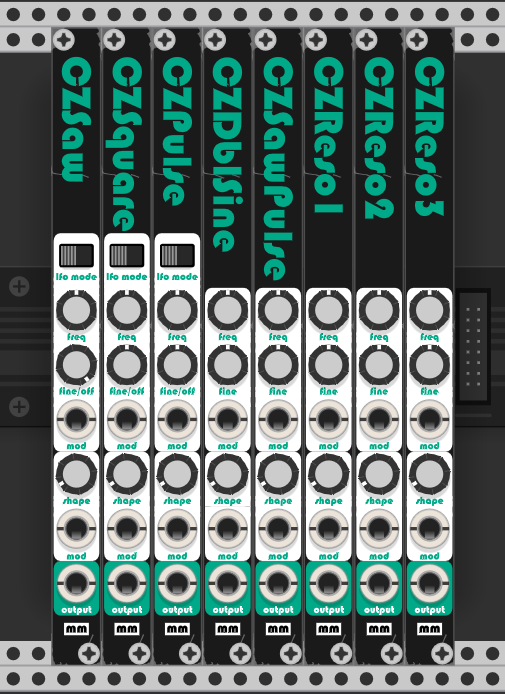 CZSaw
CZSquare
CZPulse
CZDblSine
CZSawPulse
CZReso1
CZReso2
CZReso3
lfo mode lfo mode lfo mode
freq freq freq freq freq freq freq freq
fine/off fine/off fine/off fine fine fine fine fine
mod mod mod mod mod mod mod mod
shape shape shape shape shape shape shape shape
mod mod mod mod mod mod mod mod
output output output output output output output output
mm mm mm mm mm mm mm mm